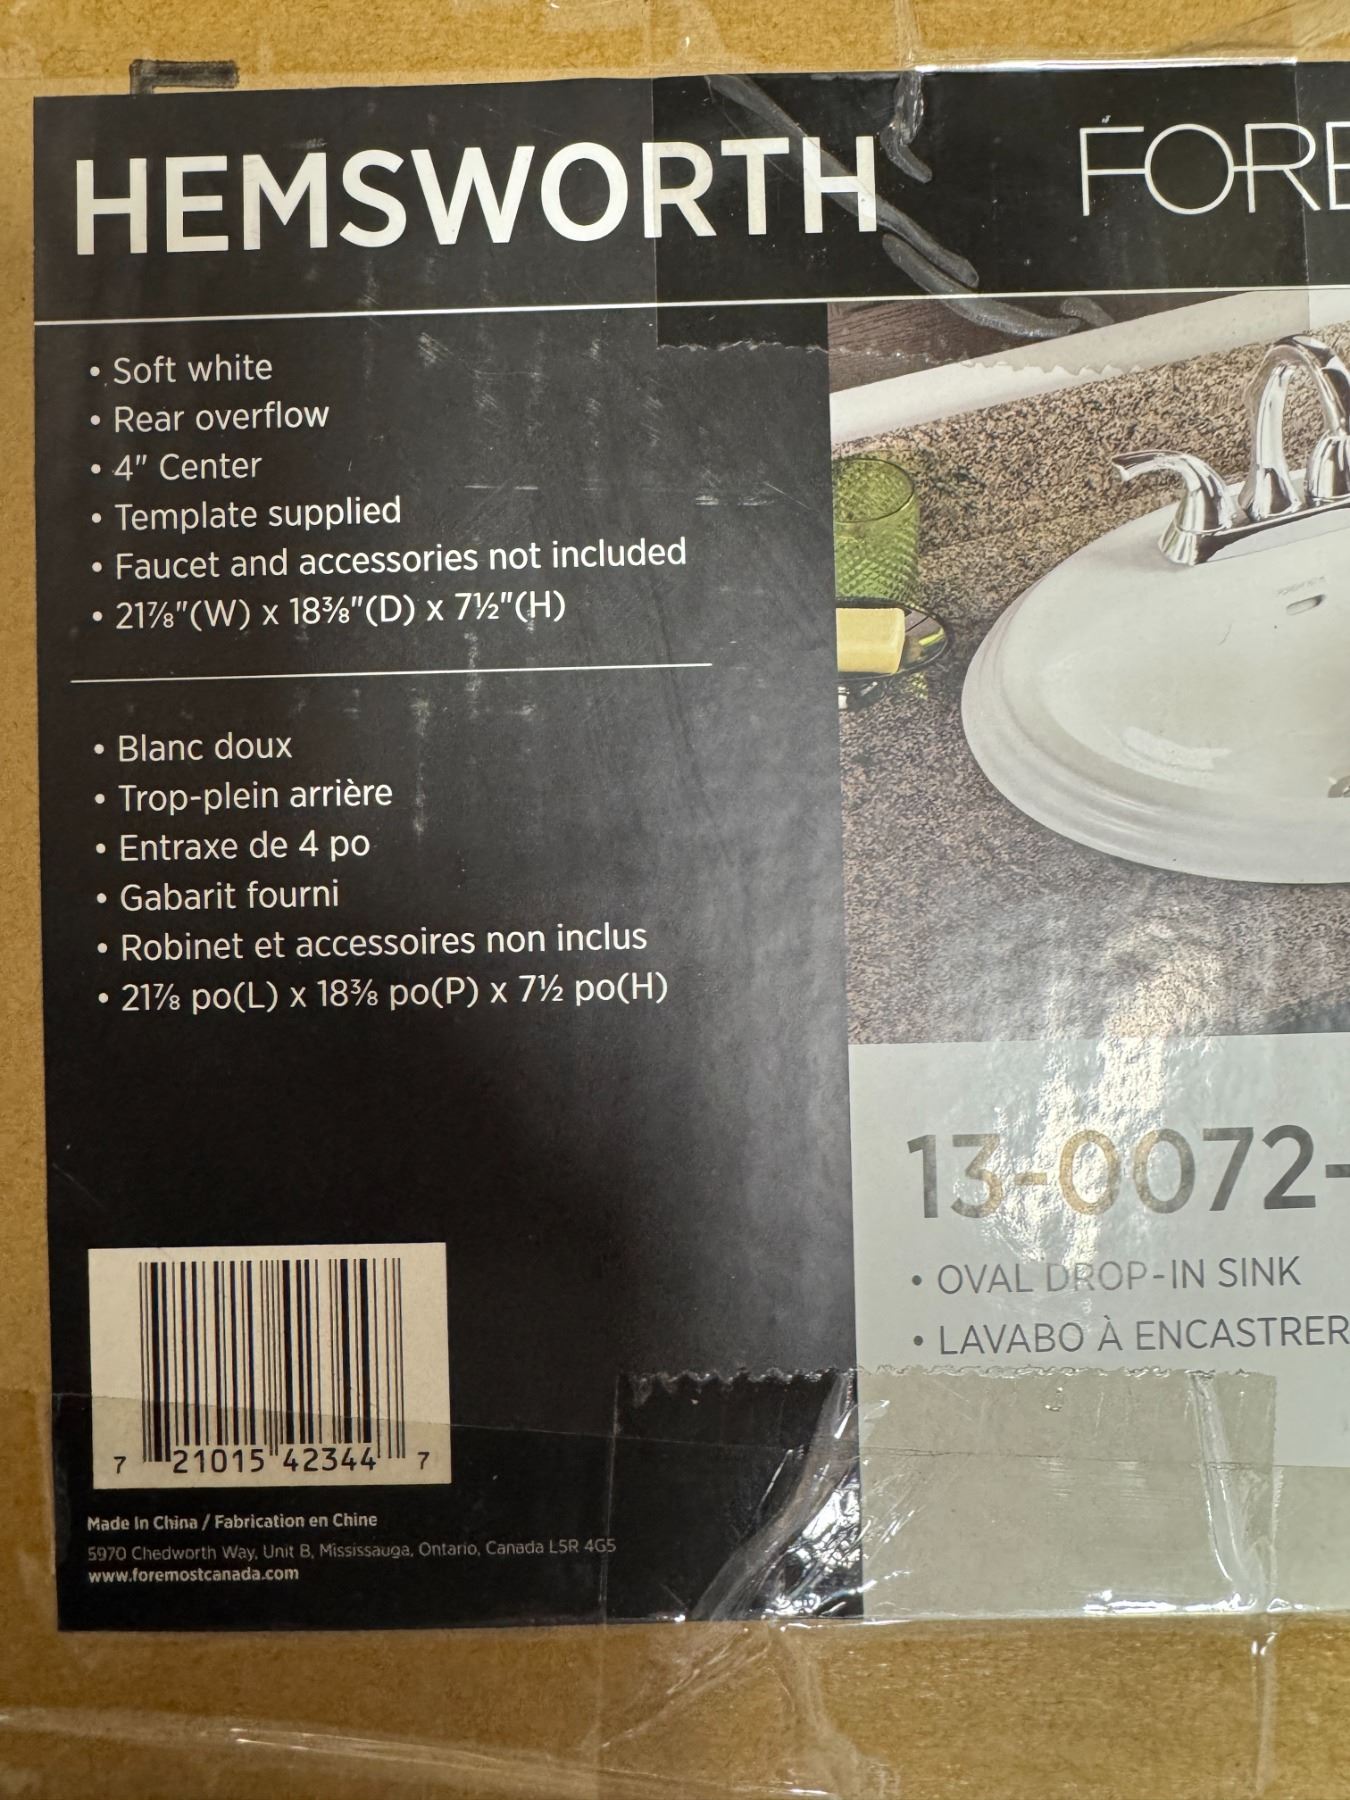 HEMSWORTH
FORE
• Soft white
• Rear overflow
• 4" Center
• Template supplied
• Faucet and accessories not included
• 21⅞"(W) x 18⅜"(D) x 7½"(H)
• Blanc doux
• Trop-plein arrière
• Entraxe de 4 po
• Gabarit fourni
• Robinet et accessoires non inclus
• 21⅞ po(L) x 18⅜ po(P) x 7½ po(H)
13-0072-
• OVAL DROP-IN SINK
• LAVABO À ENCASTRER
7 21015 42344 7
Made In China / Fabrication en Chine
5970 Chedworth Way, Unit B, Mississauga, Ontario, Canada L5R 4G5
www.foremostcanada.com